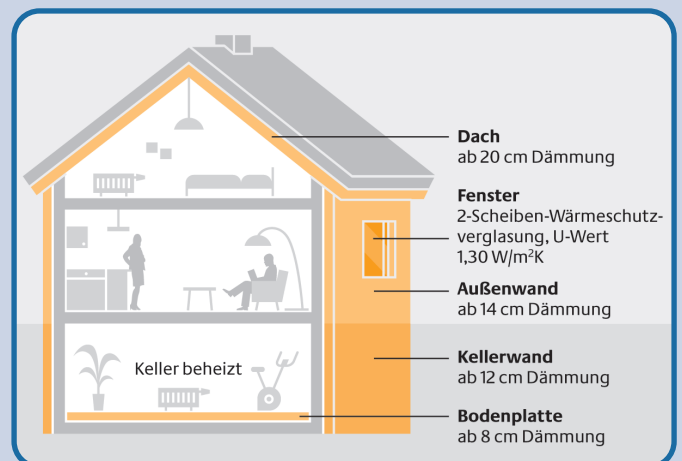 Dach
ab 20 cm Dämmung
Fenster
2-Scheiben-Wärmeschutz-
verglasung, U-Wert
1,30 W/m²K
Außenwand
ab 14 cm Dämmung
Keller beheizt
Kellerwand
ab 12 cm Dämmung
Bodenplatte
ab 8 cm Dämmung